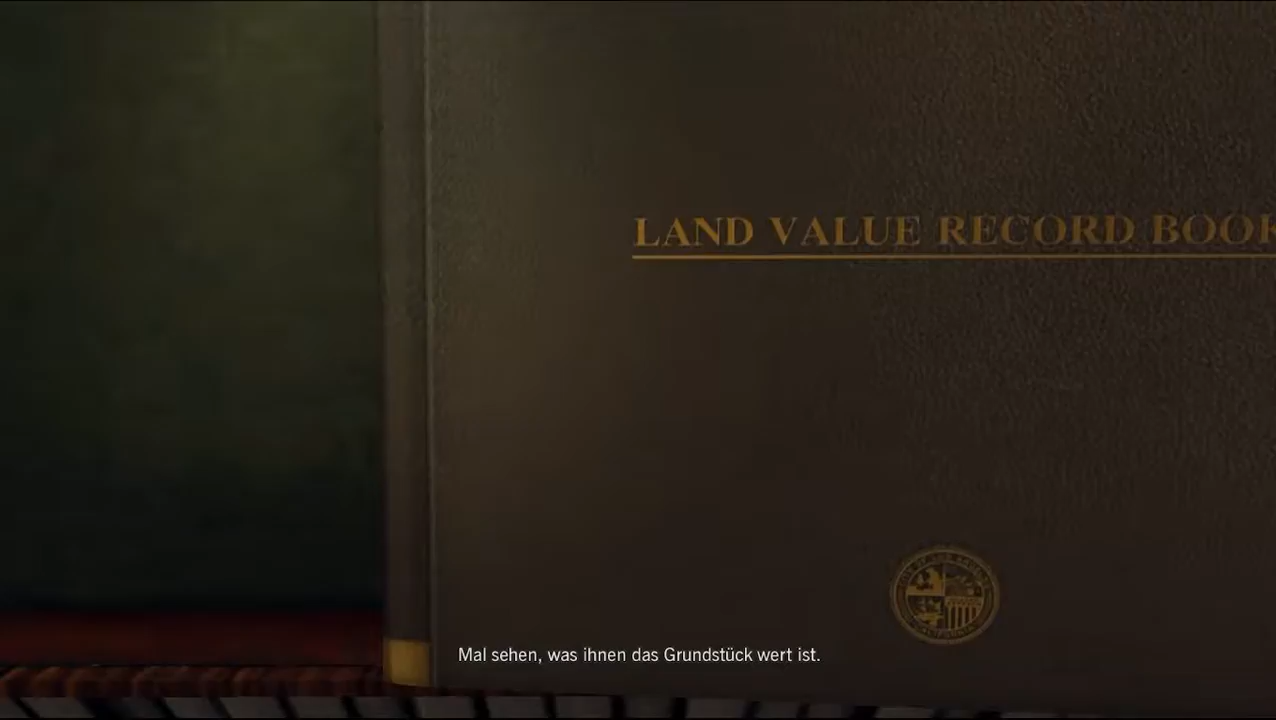 LAND VALUE RECORD BOOK
Mal sehen, was ihnen das Grundstück wert ist.